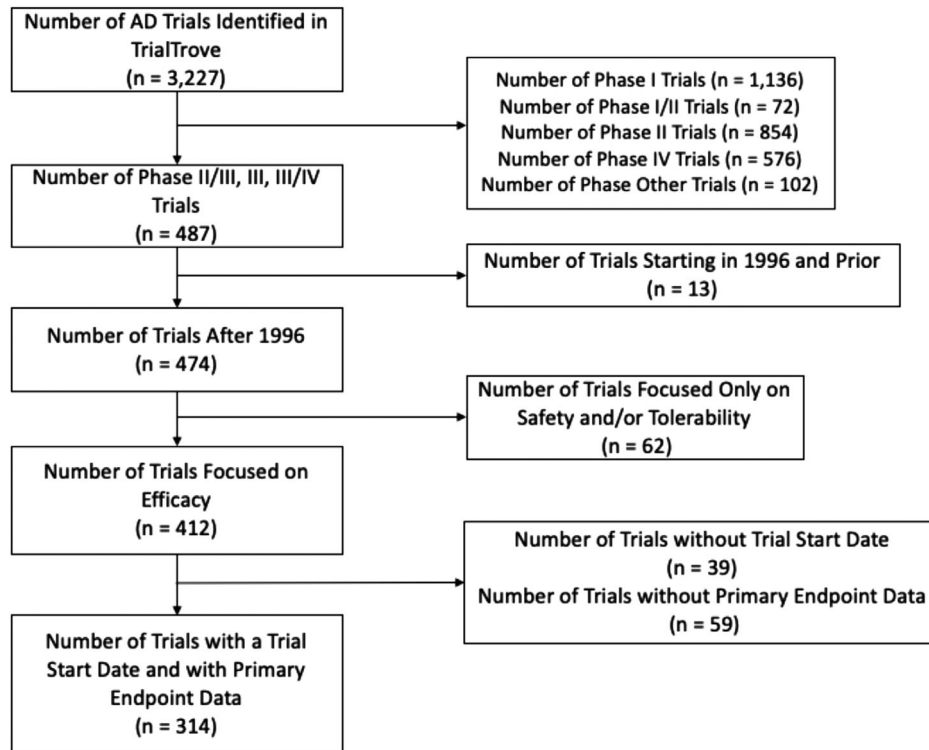 Number of AD Trials Identified in
TrialTrove
(n = 3,227)
Number of Phase I Trials (n = 1,136)
Number of Phase I/II Trials (n = 72)
Number of Phase II Trials (n = 854)
Number of Phase IV Trials (n = 576)
Number of Phase Other Trials (n = 102)
Number of Phase II/III, III, III/IV
Trials
(n = 487)
Number of Trials Starting in 1996 and Prior
(n = 13)
Number of Trials After 1996
(n = 474)
Number of Trials Focused Only on
Safety and/or Tolerability
(n = 62)
Number of Trials Focused on
Efficacy
(n = 412)
Number of Trials without Trial Start Date
(n = 39)
Number of Trials without Primary Endpoint Data
(n = 59)
Number of Trials with a Trial
Start Date and with Primary
Endpoint Data
(n = 314)